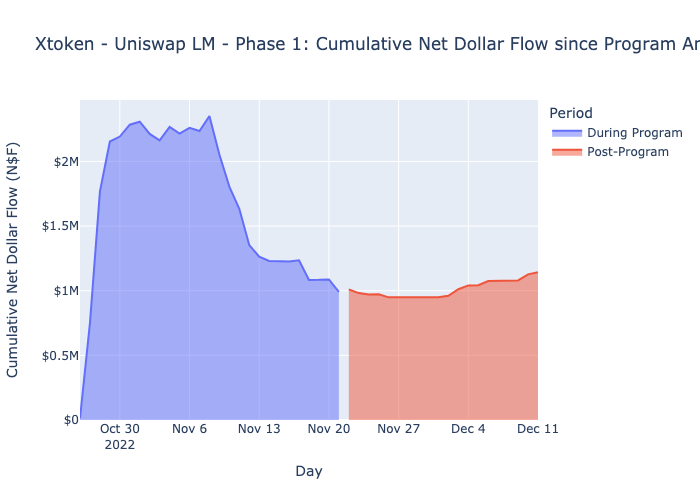 Xtoken - Uniswap LM - Phase 1: Cumulative Net Dollar Flow since Program
Period
During Program
Post-Program
Cumulative Net Dollar Flow (N$F)
$2M
$1.5M
$1M
$0.5M
$0
Oct 30
2022
Nov 6
Nov 13
Nov 20
Nov 27
Dec 4
Dec 11
Day